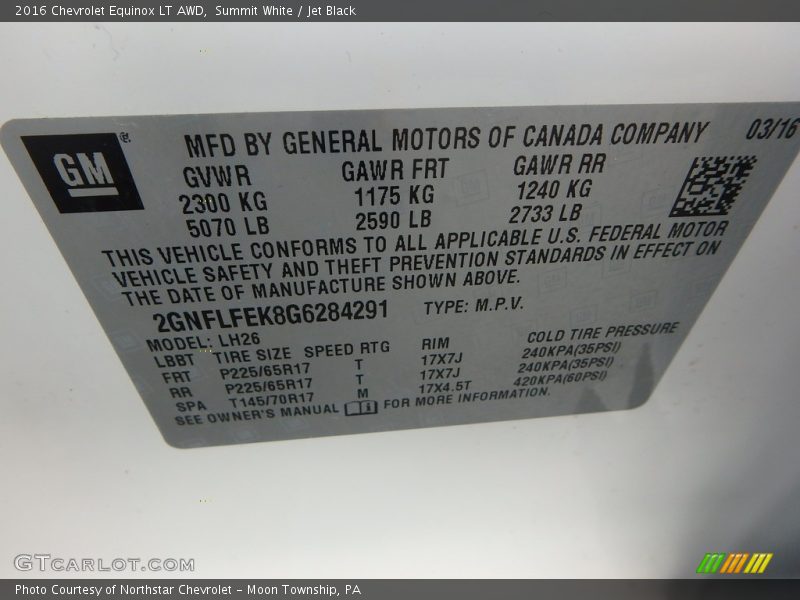 2016 Chevrolet Equinox LT AWD, Summit White / Jet Black
GM
®
MFD BY GENERAL MOTORS OF CANADA COMPANY 03/16
GVWR GAWR FRT GAWR RR
2300 KG 1175 KG 1240 KG
5070 LB 2590 LB 2733 LB
THIS VEHICLE CONFORMS TO ALL APPLICABLE U.S. FEDERAL MOTOR
VEHICLE SAFETY AND THEFT PREVENTION STANDARDS IN EFFECT ON
THE DATE OF MANUFACTURE SHOWN ABOVE.
2GNFLFEK8G6284291 TYPE: M.P.V.
MODEL: LH26
LBBT TIRE SIZE SPEED RTG RIM COLD TIRE PRESSURE
FRT P225/65R17 T 17X7J 240KPA(35PSI)
RR P225/65R17 T 17X7J 240KPA(35PSI)
SPA T145/70R17 M 17X4.5T 420KPA(60PSI)
SEE OWNER'S MANUAL FOR MORE INFORMATION.
GTCARLOT.COM
Photo Courtesy of Northstar Chevrolet - Moon Township, PA